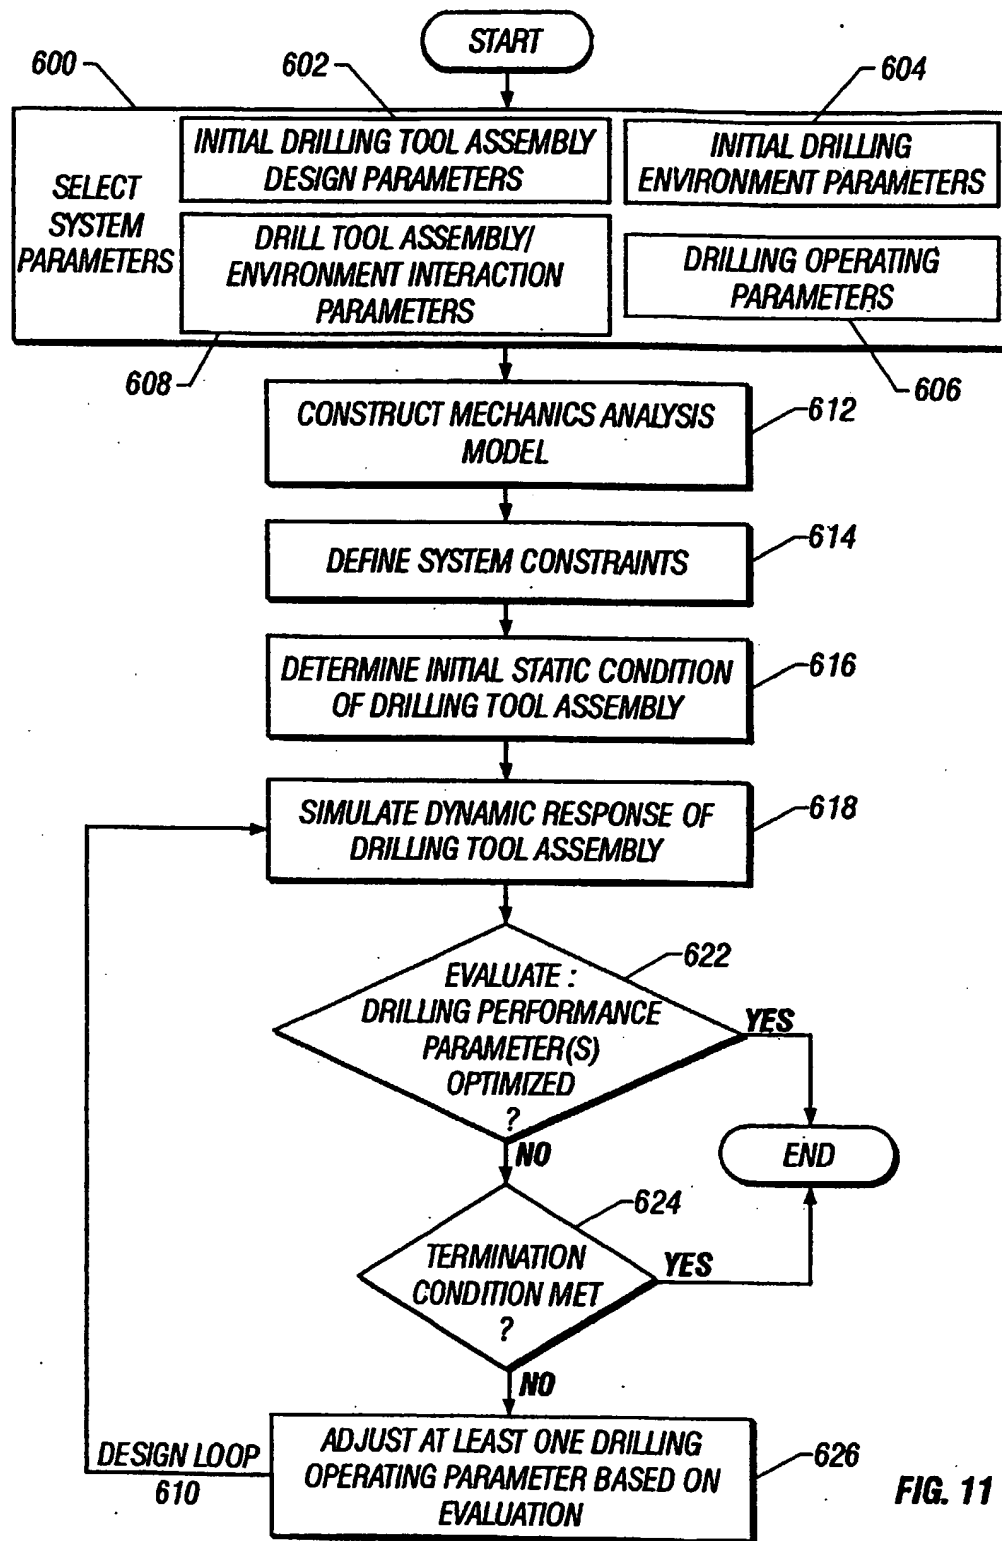 START
600
602
604
SELECT
SYSTEM
PARAMETERS
INITIAL DRILLING TOOL ASSEMBLY
DESIGN PARAMETERS
INITIAL DRILLING
ENVIRONMENT PARAMETERS
DRILL TOOL ASSEMBLY/
ENVIRONMENT INTERACTION
PARAMETERS
DRILLING OPERATING
PARAMETERS
608
606
CONSTRUCT MECHANICS ANALYSIS
MODEL
612
DEFINE SYSTEM CONSTRAINTS
614
DETERMINE INITIAL STATIC CONDITION
OF DRILLING TOOL ASSEMBLY
616
SIMULATE DYNAMIC RESPONSE OF
DRILLING TOOL ASSEMBLY
618
EVALUATE :
DRILLING PERFORMANCE
PARAMETER(S)
OPTIMIZED
?
622
YES
NO
END
TERMINATION
CONDITION MET
?
624
YES
NO
ADJUST AT LEAST ONE DRILLING
OPERATING PARAMETER BASED ON
EVALUATION
626
DESIGN LOOP
610
FIG. 11